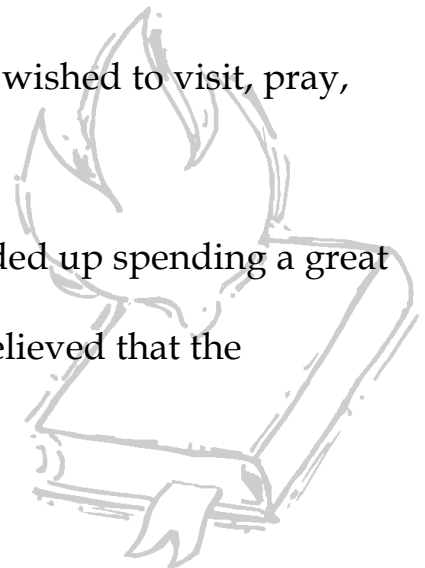 wished to visit, pray,
ded up spending a great
elieved that the